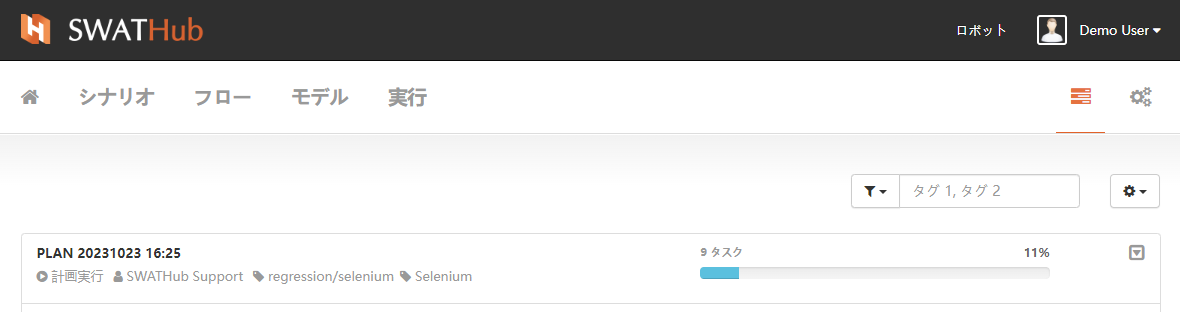 SWATHub
ロボット Demo User
シナリオ フロー モデル 実行
タグ 1, タグ 2
PLAN 20231023 16:25 9 タスク 11%
計画実行 SWATHub Support regression/selenium Selenium